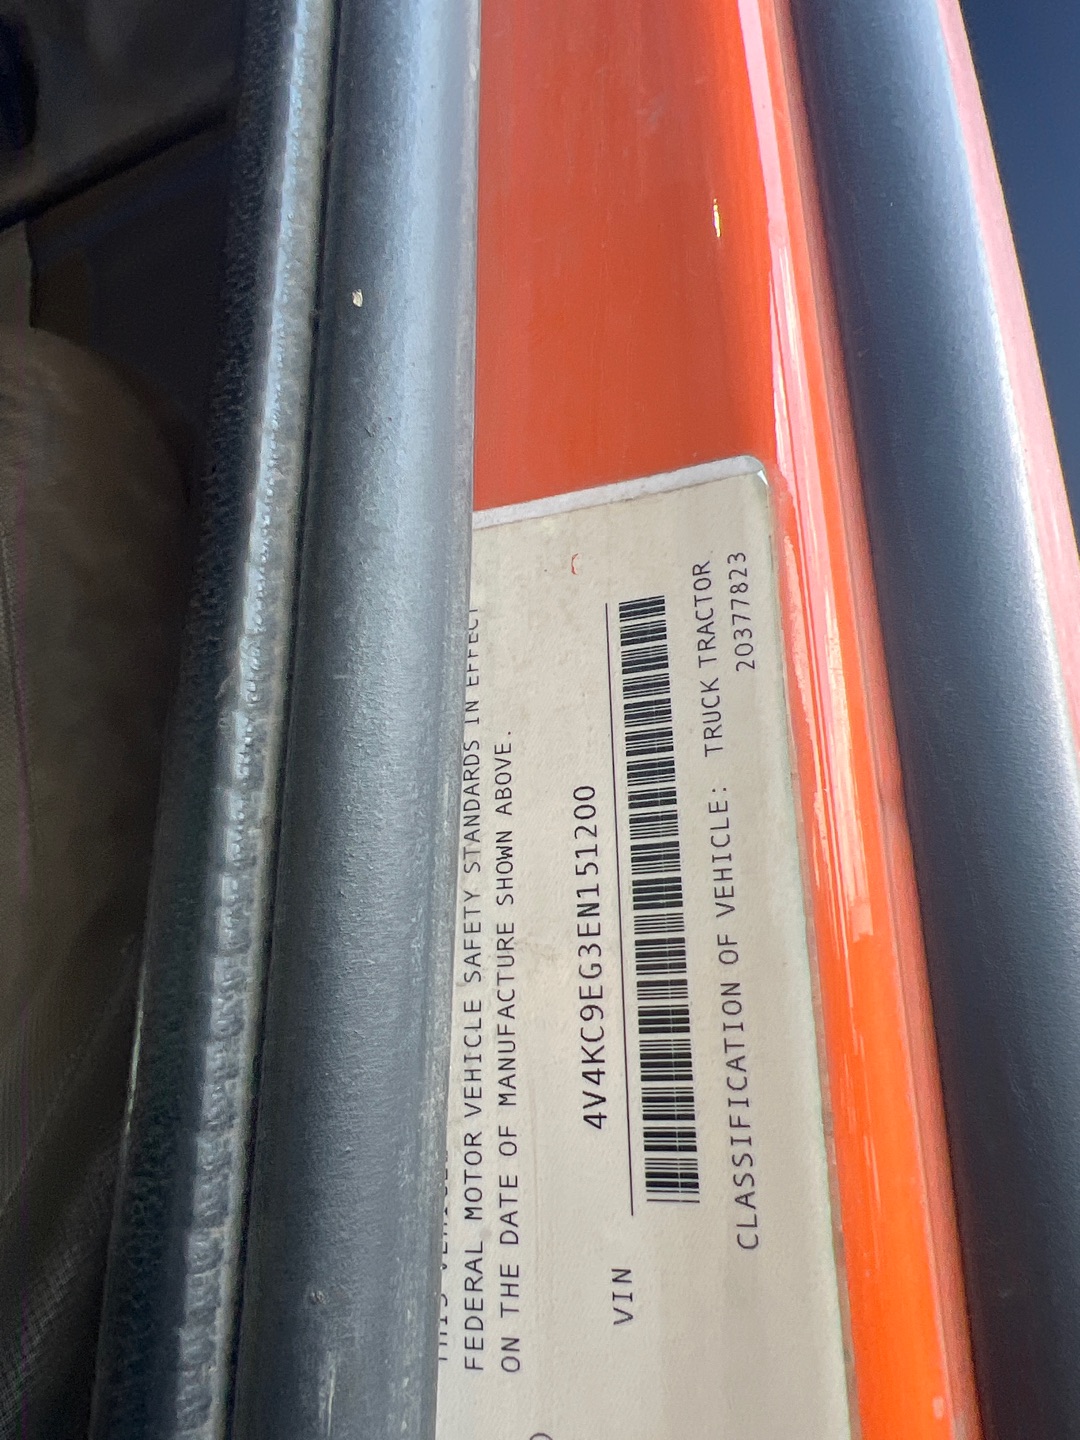 FEDERAL MOTOR VEHICLE SAFETY STANDARDS IN EFFECT
ON THE DATE OF MANUFACTURE SHOWN ABOVE.
VIN 4V4KC9EG3EN151200
CLASSIFICATION OF VEHICLE: TRUCK TRACTOR
20377823